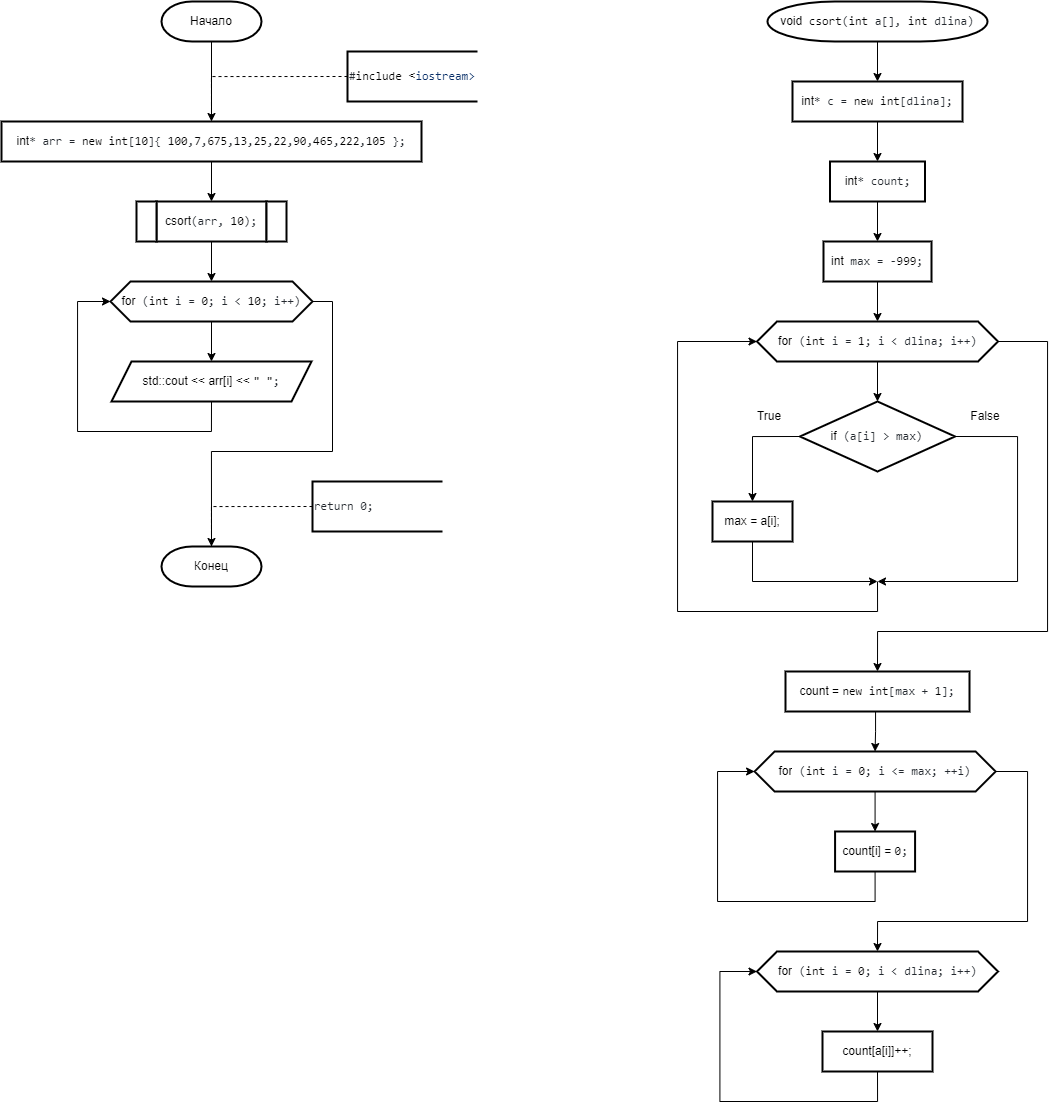 Начало
#include <iostream>
int* arr = new int[10]{ 100,7,675,13,25,22,90,465,222,105 };
csort(arr, 10);
for (int i = 0; i < 10; i++)
std::cout << arr[i] << " ";
return 0;
Конец
void csort(int a[], int dlina)
int* c = new int[dlina];
int* count;
int max = -999;
for (int i = 1; i < dlina; i++)
True
False
if (a[i] > max)
max = a[i];
count = new int[max + 1];
for (int i = 0; i <= max; ++i)
count[i] = 0;
for (int i = 0; i < dlina; i++)
count[a[i]]++;